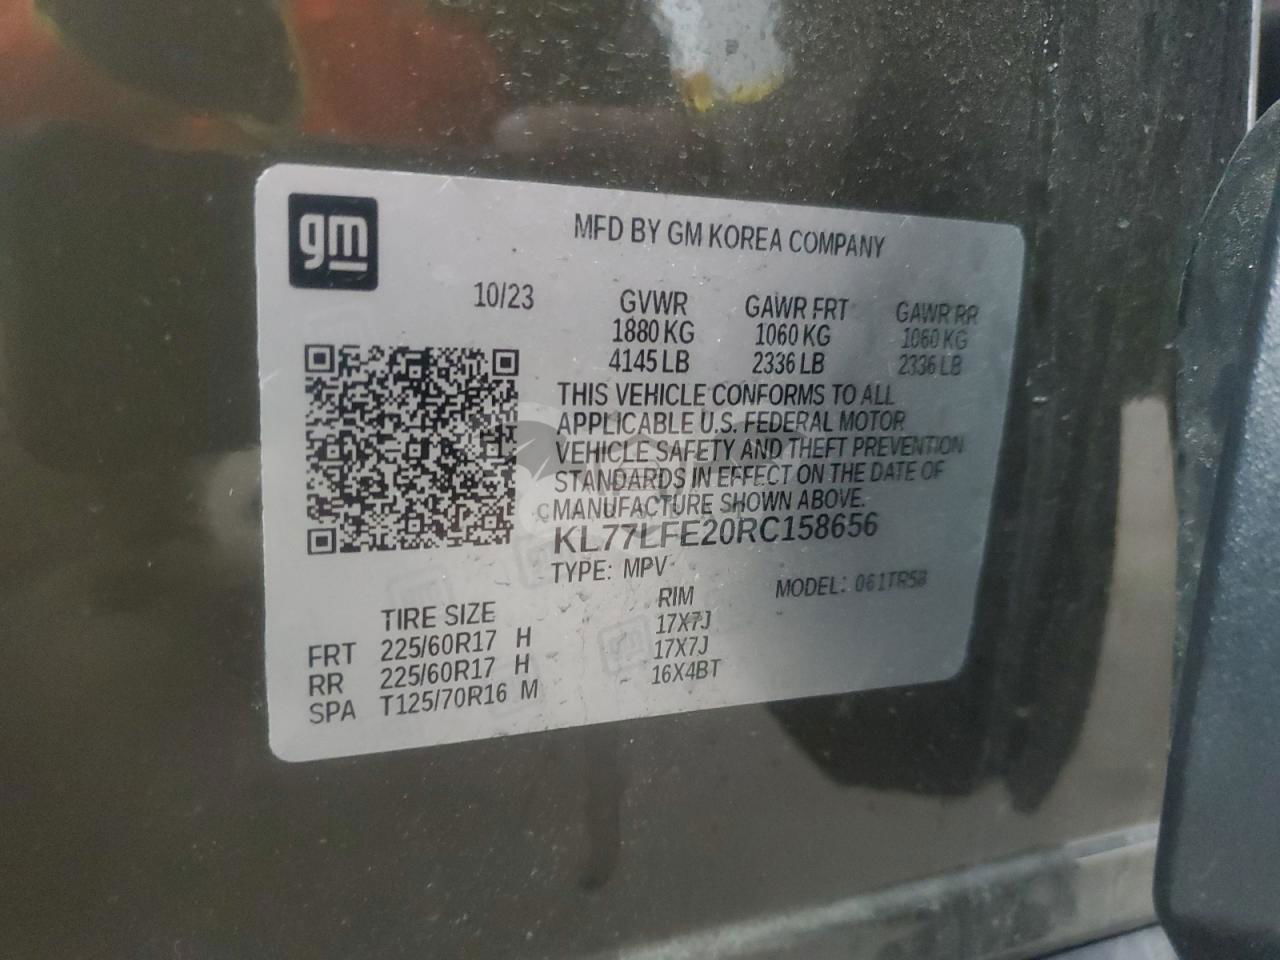 gm
MFD BY GM KOREA COMPANY
10/23 GVWR GAWR FRT GAWR RR
1880 KG 1060 KG 1060 KG
4145 LB 2336 LB 2336 LB
THIS VEHICLE CONFORMS TO ALL
APPLICABLE U.S. FEDERAL MOTOR
VEHICLE SAFETY AND THEFT PREVENTION
STANDARDS IN EFFECT ON THE DATE OF
MANUFACTURE SHOWN ABOVE.
KL77LFE20RC158656
TYPE: MPV MODEL: 061TR58
TIRE SIZE RIM
FRT 225/60R17 H 17X7J
RR 225/60R17 H 17X7J
SPA T125/70R16 M 16X4BT